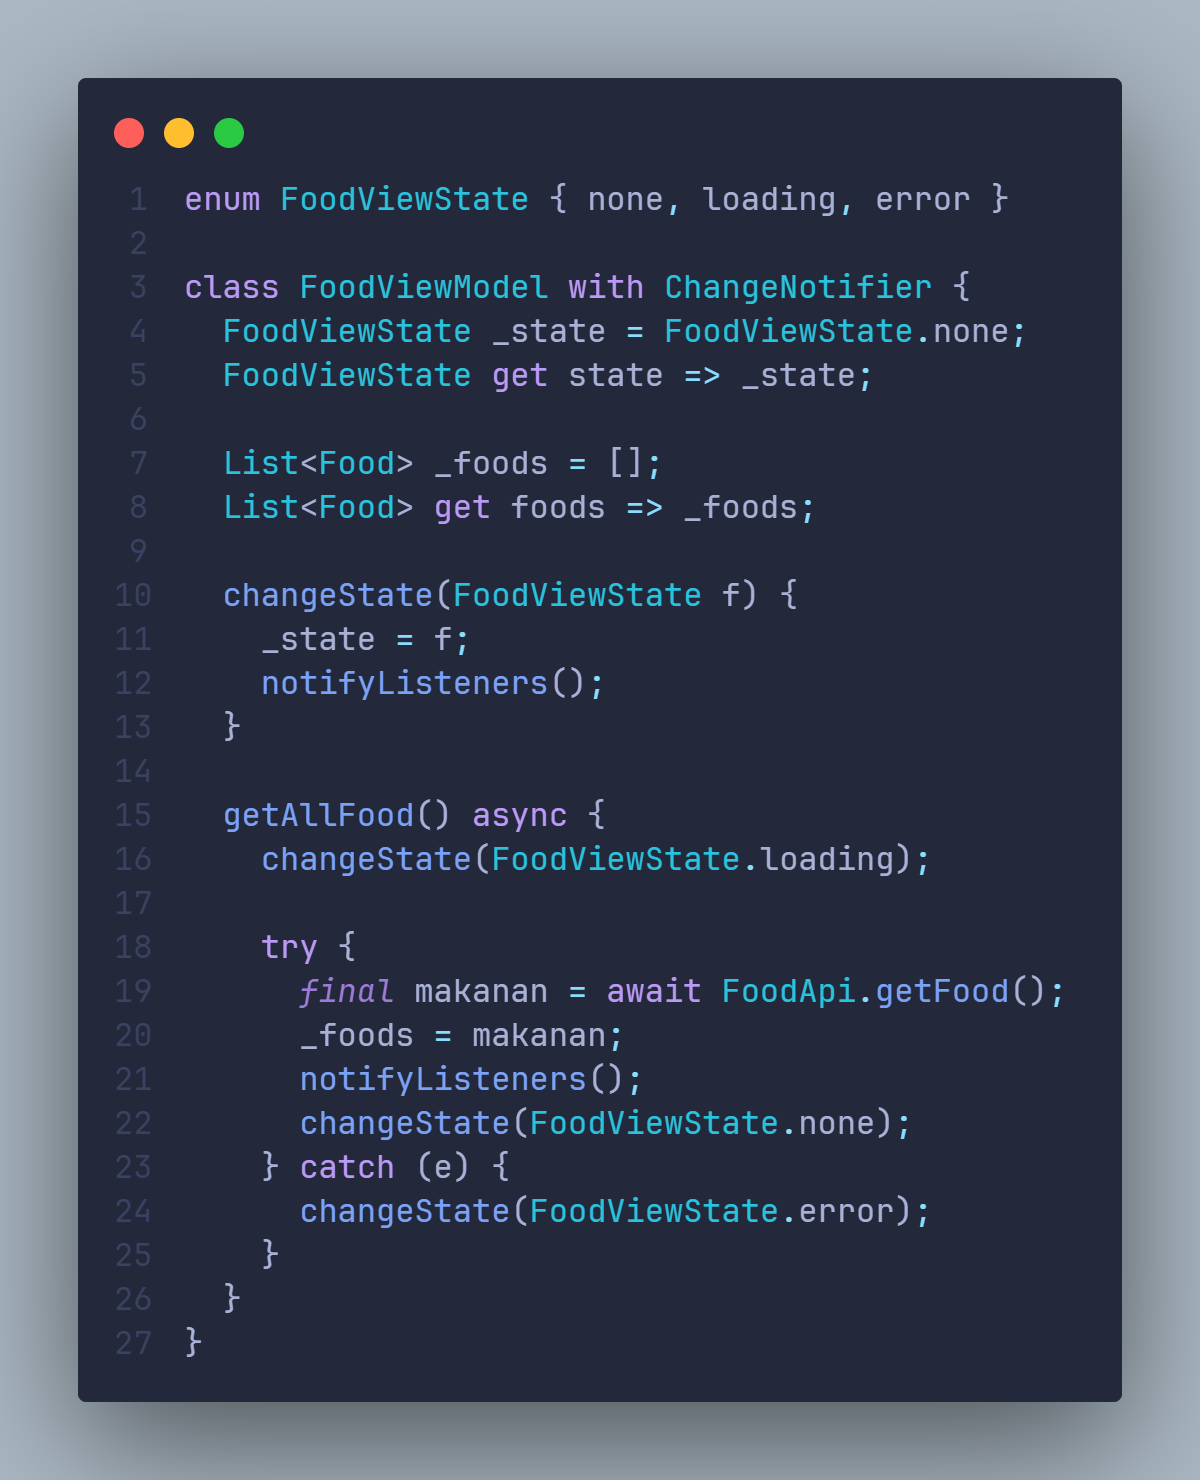 1 enum FoodViewState { none, loading, error }
2
3 class FoodViewModel with ChangeNotifier {
4   FoodViewState _state = FoodViewState.none;
5   FoodViewState get state => _state;
6
7   List<Food> _foods = [];
8   List<Food> get foods => _foods;
9
10   changeState(FoodViewState f) {
11     _state = f;
12     notifyListeners();
13   }
14
15   getAllFood() async {
16     changeState(FoodViewState.loading);
17
18     try {
19       final makanan = await FoodApi.getFood();
20       _foods = makanan;
21       notifyListeners();
22       changeState(FoodViewState.none);
23     } catch (e) {
24       changeState(FoodViewState.error);
25     }
26   }
27 }